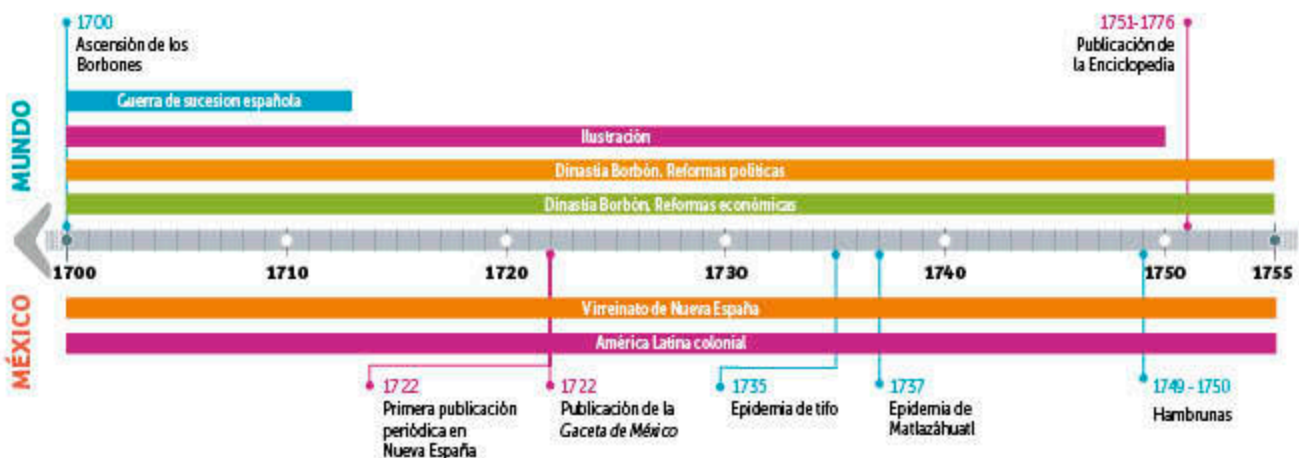 1700
Ascensión de los
Borbones
1751-1776
Publicación de
la Enciclopedia
MUNDO
Guerra de sucesion española
Ilustración
Dinastía Borbón. Reformas políticas
Dinastía Borbón. Reformas económicas
1700
1710
1720
1730
1740
1750
1755
MÉXICO
Virreinato de Nueva España
América Latina colonial
1722
Primera publicación
periódica en
Nueva España
1722
Publicación de la
Gaceta de México
1735
Epidemia de tifo
1737
Epidemia de
Matlazáhuatl
1749 - 1750
Hambrunas